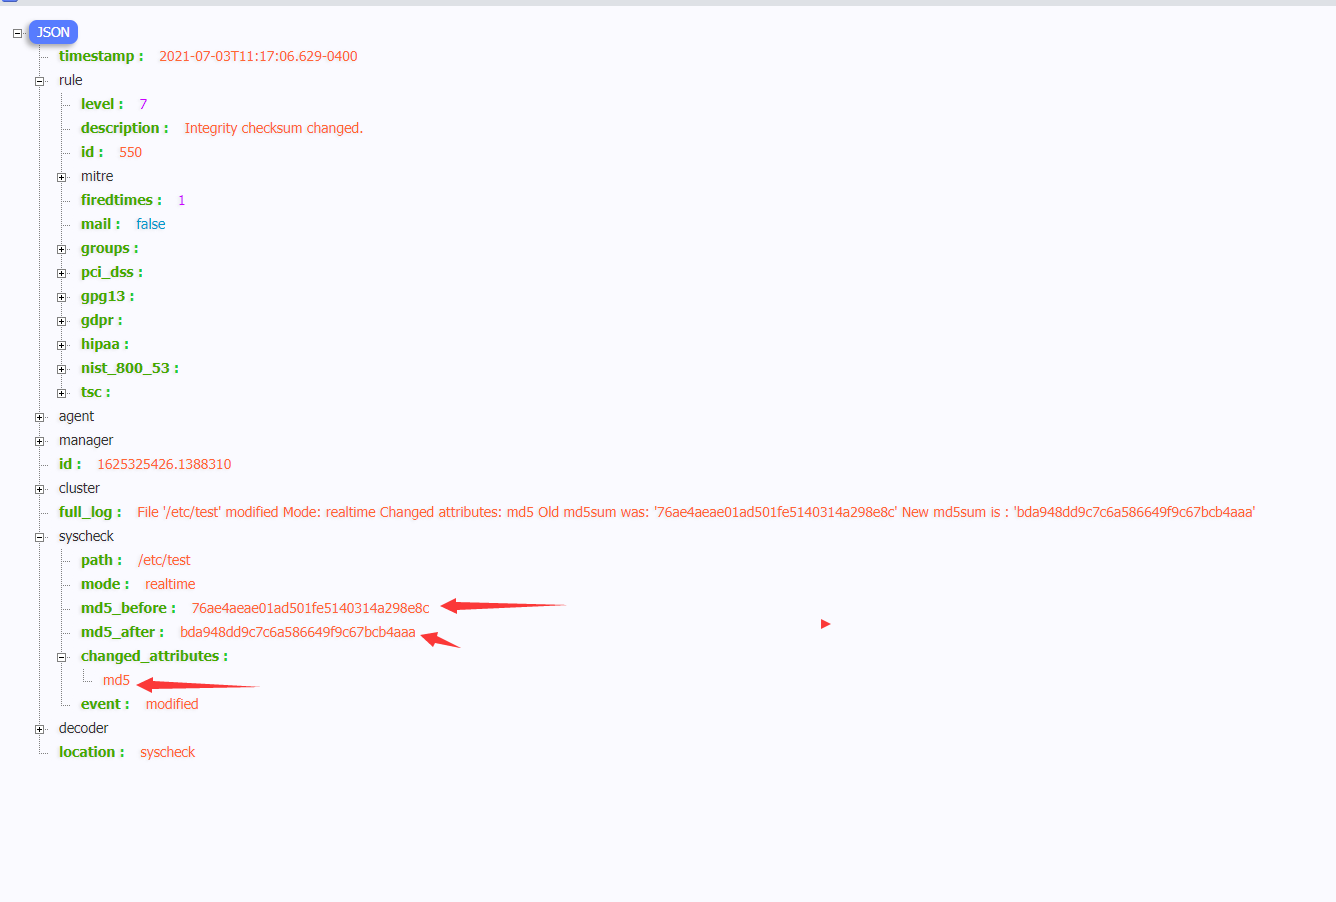 JSON
timestamp : 2021-07-03T11:17:06.629-0400
rule
level : 7
description : Integrity checksum changed.
id : 550
mitre
firedtimes : 1
mail : false
groups :
pci_dss :
gpg13 :
gdpr :
hipaa :
nist_800_53 :
tsc :
agent
manager
id : 1625325426.1388310
cluster
full_log : File '/etc/test' modified Mode: realtime Changed attributes: md5 Old md5sum was: '76ae4aeae01ad501fe5140314a298e8c' New md5sum is : 'bda948dd9c7c6a586649f9c67bcb4aaa'
syscheck
path : /etc/test
mode : realtime
md5_before : 76ae4aeae01ad501fe5140314a298e8c
md5_after : bda948dd9c7c6a586649f9c67bcb4aaa
changed_attributes :
md5
event : modified
decoder
location : syscheck